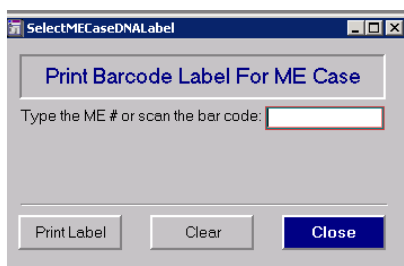 SelectMECaseDNALabel
Print Barcode Label For ME Case
Type the ME # or scan the bar code:
Print Label Clear Close